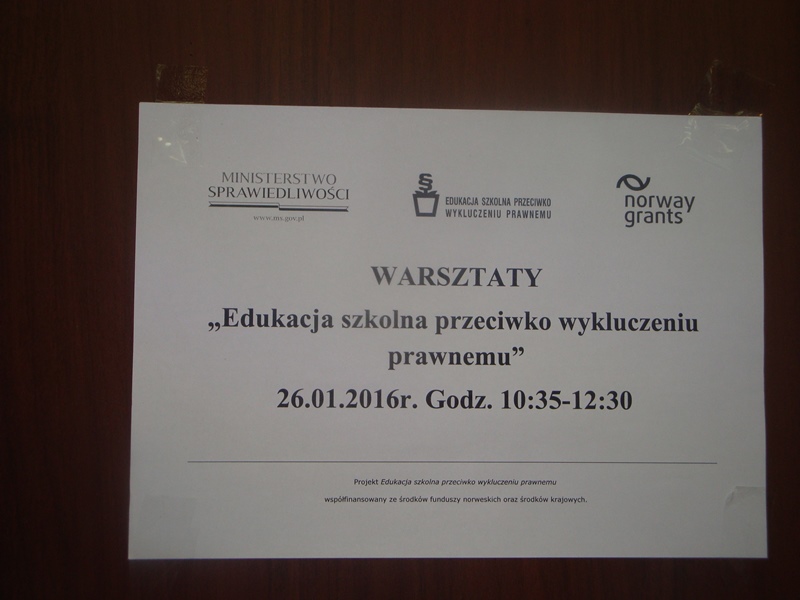 MINISTERSTWO
SPRAWIEDLIWOŚCI
www.ms.gov.pl
§§
EDUKACJA SZKOLNA PRZECIWKO
WYKLUCZENIU PRAWNEMU
norway
grants
WARSZTATY
„Edukacja szkolna przeciwko wykluczeniu
prawnemu”
26.01.2016r. Godz. 10:35-12:30
Projekt Edukacja szkolna przeciwko wykluczeniu prawnemu
współfinansowany ze środków funduszy norweskich oraz środków krajowych.